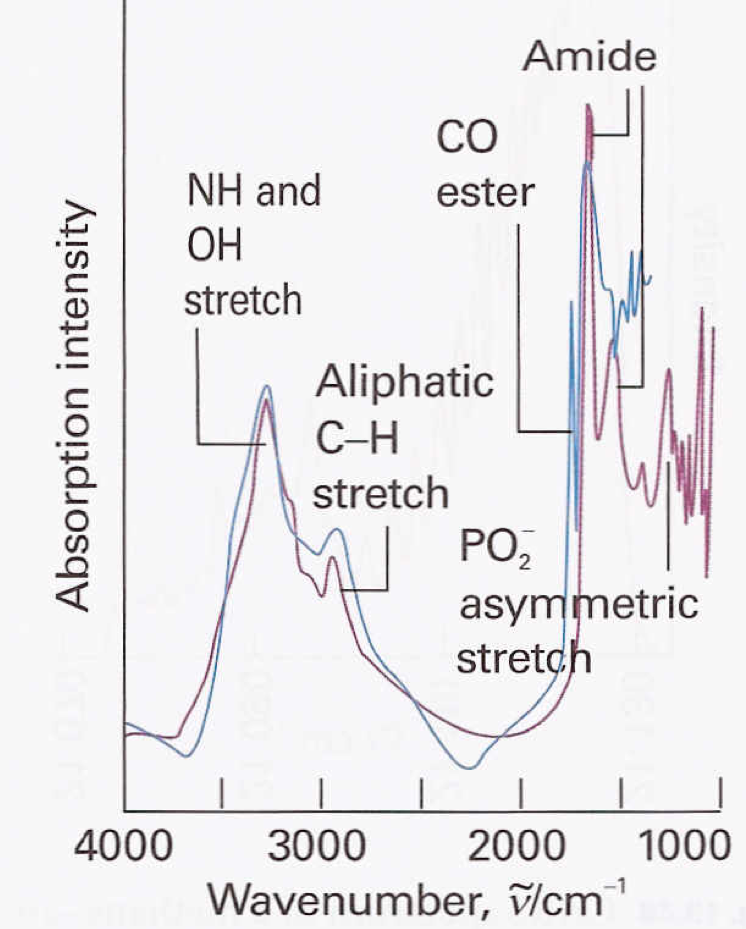 Amide
CO
ester
NH and
OH
stretch
Aliphatic
C–H
stretch
PO₂⁻
asymmetric
stretch
Absorption intensity
4000 3000 2000 1000
Wavenumber, ṽ/cm⁻¹